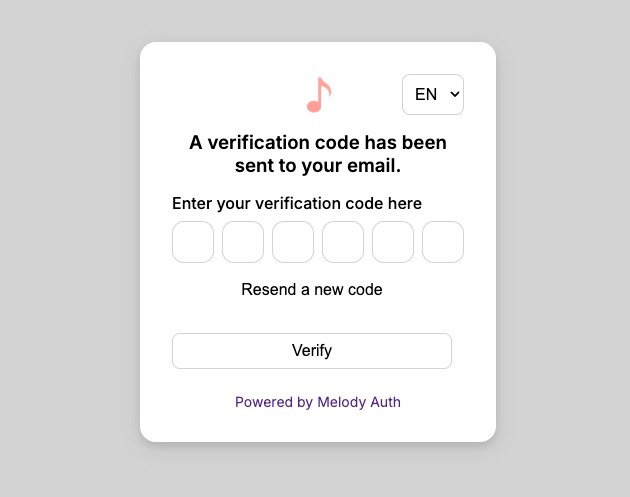 EN
A verification code has been
sent to your email.
Enter your verification code here
Resend a new code
Verify
Powered by Melody Auth